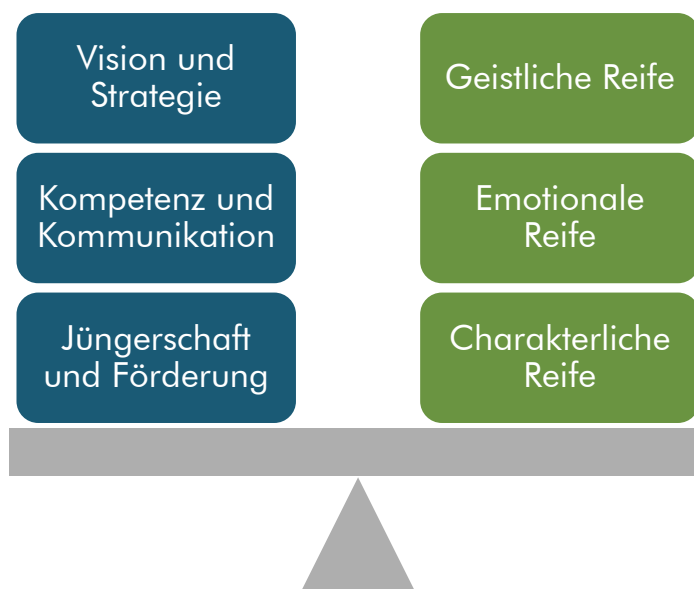 Vision und
Strategie
Kompetenz und
Kommunikation
Jüngerschaft
und Förderung
Geistliche Reife
Emotionale
Reife
Charakterliche
Reife